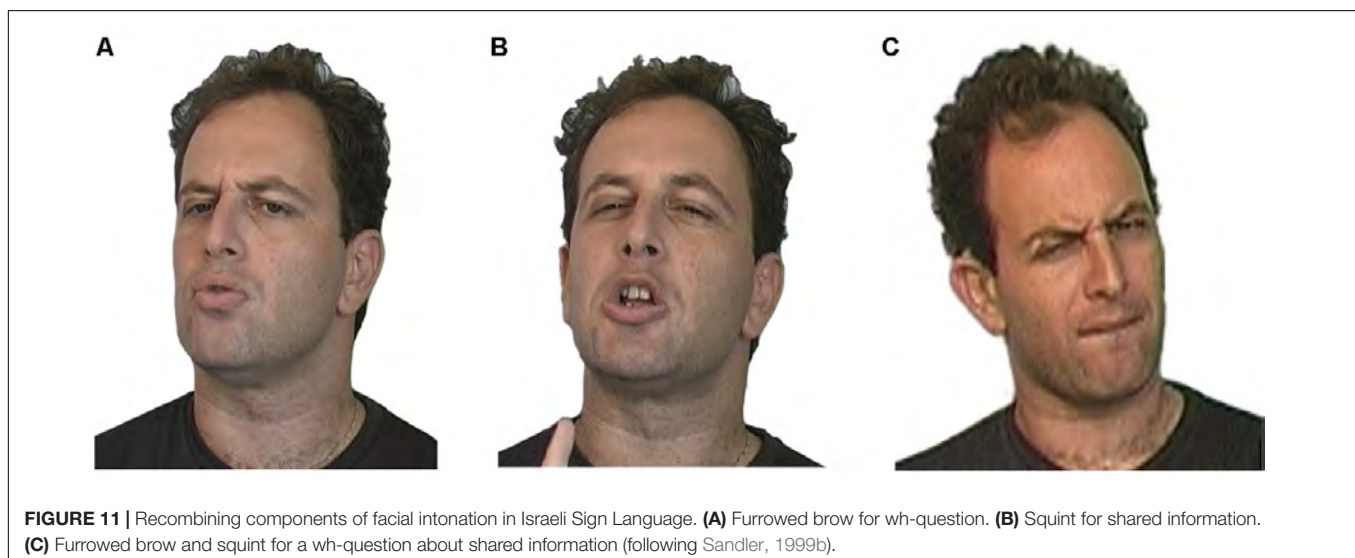 A B C
FIGURE 11 | Recombining components of facial intonation in Israeli Sign Language. (A) Furrowed brow for wh-question. (B) Squint for shared information.
(C) Furrowed brow and squint for a wh-question about shared information (following Sandler, 1999b).